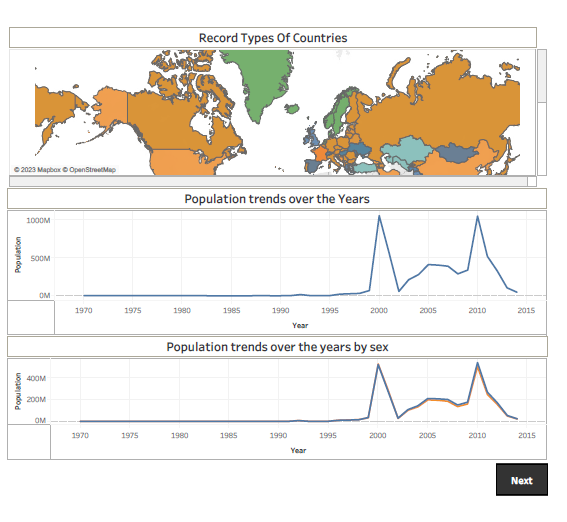 Record Types Of Countries
© 2023 Mapbox © OpenStreetMap
Population trends over the Years
Population
1000M
500M
0M
1970 1975 1980 1985 1990 1995 2000 2005 2010 2015
Year
Population trends over the years by sex
Population
400M
200M
0M
1970 1975 1980 1985 1990 1995 2000 2005 2010 2015
Year
Next